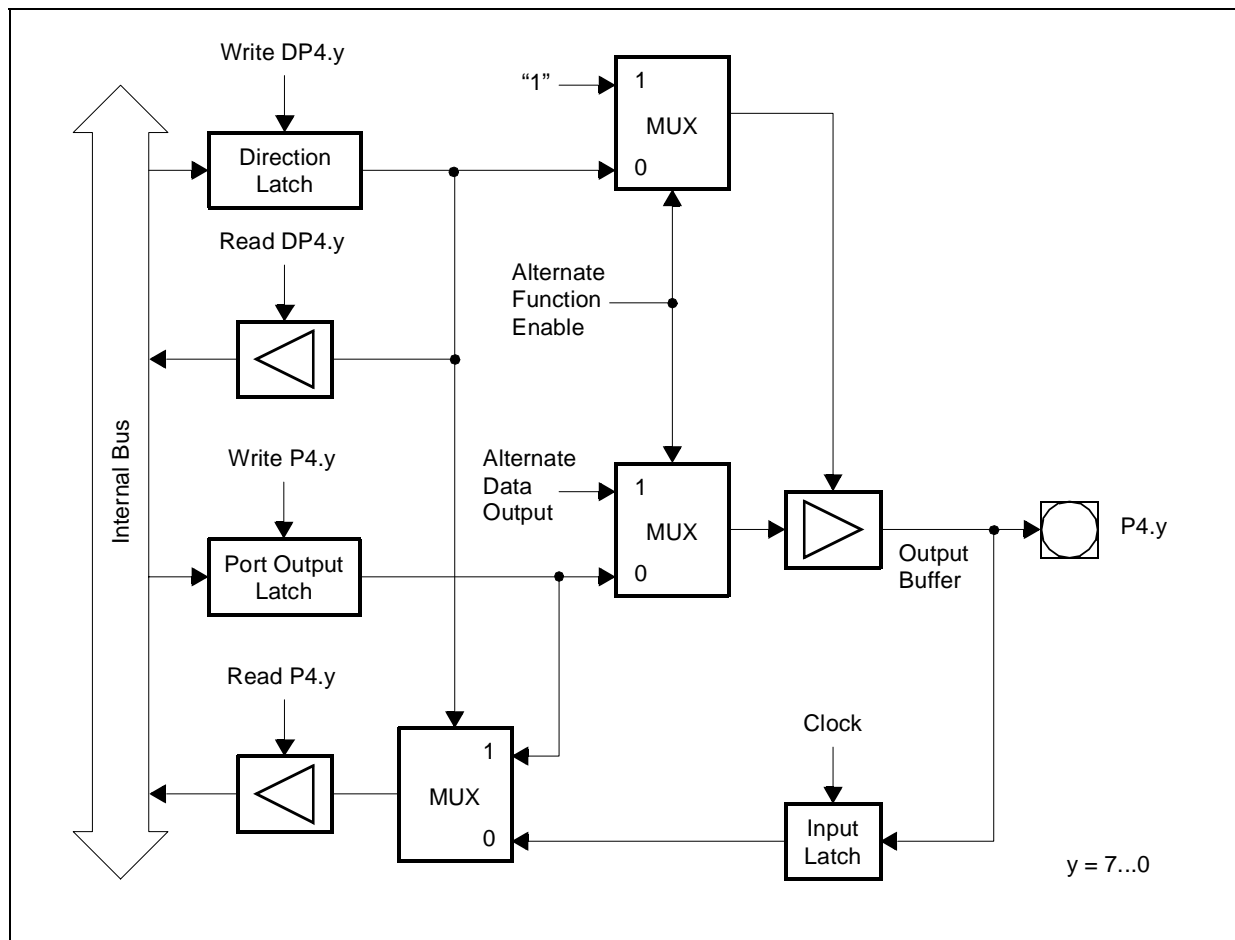 Write DP4.y
“1”
1
MUX
0
Direction
Latch
Read DP4.y
Alternate
Function
Enable
Internal Bus
Write P4.y
Alternate
Data
Output
1
MUX
0
Port Output
Latch
Output
Buffer
P4.y
Read P4.y
Clock
1
MUX
0
Input
Latch
y = 7...0